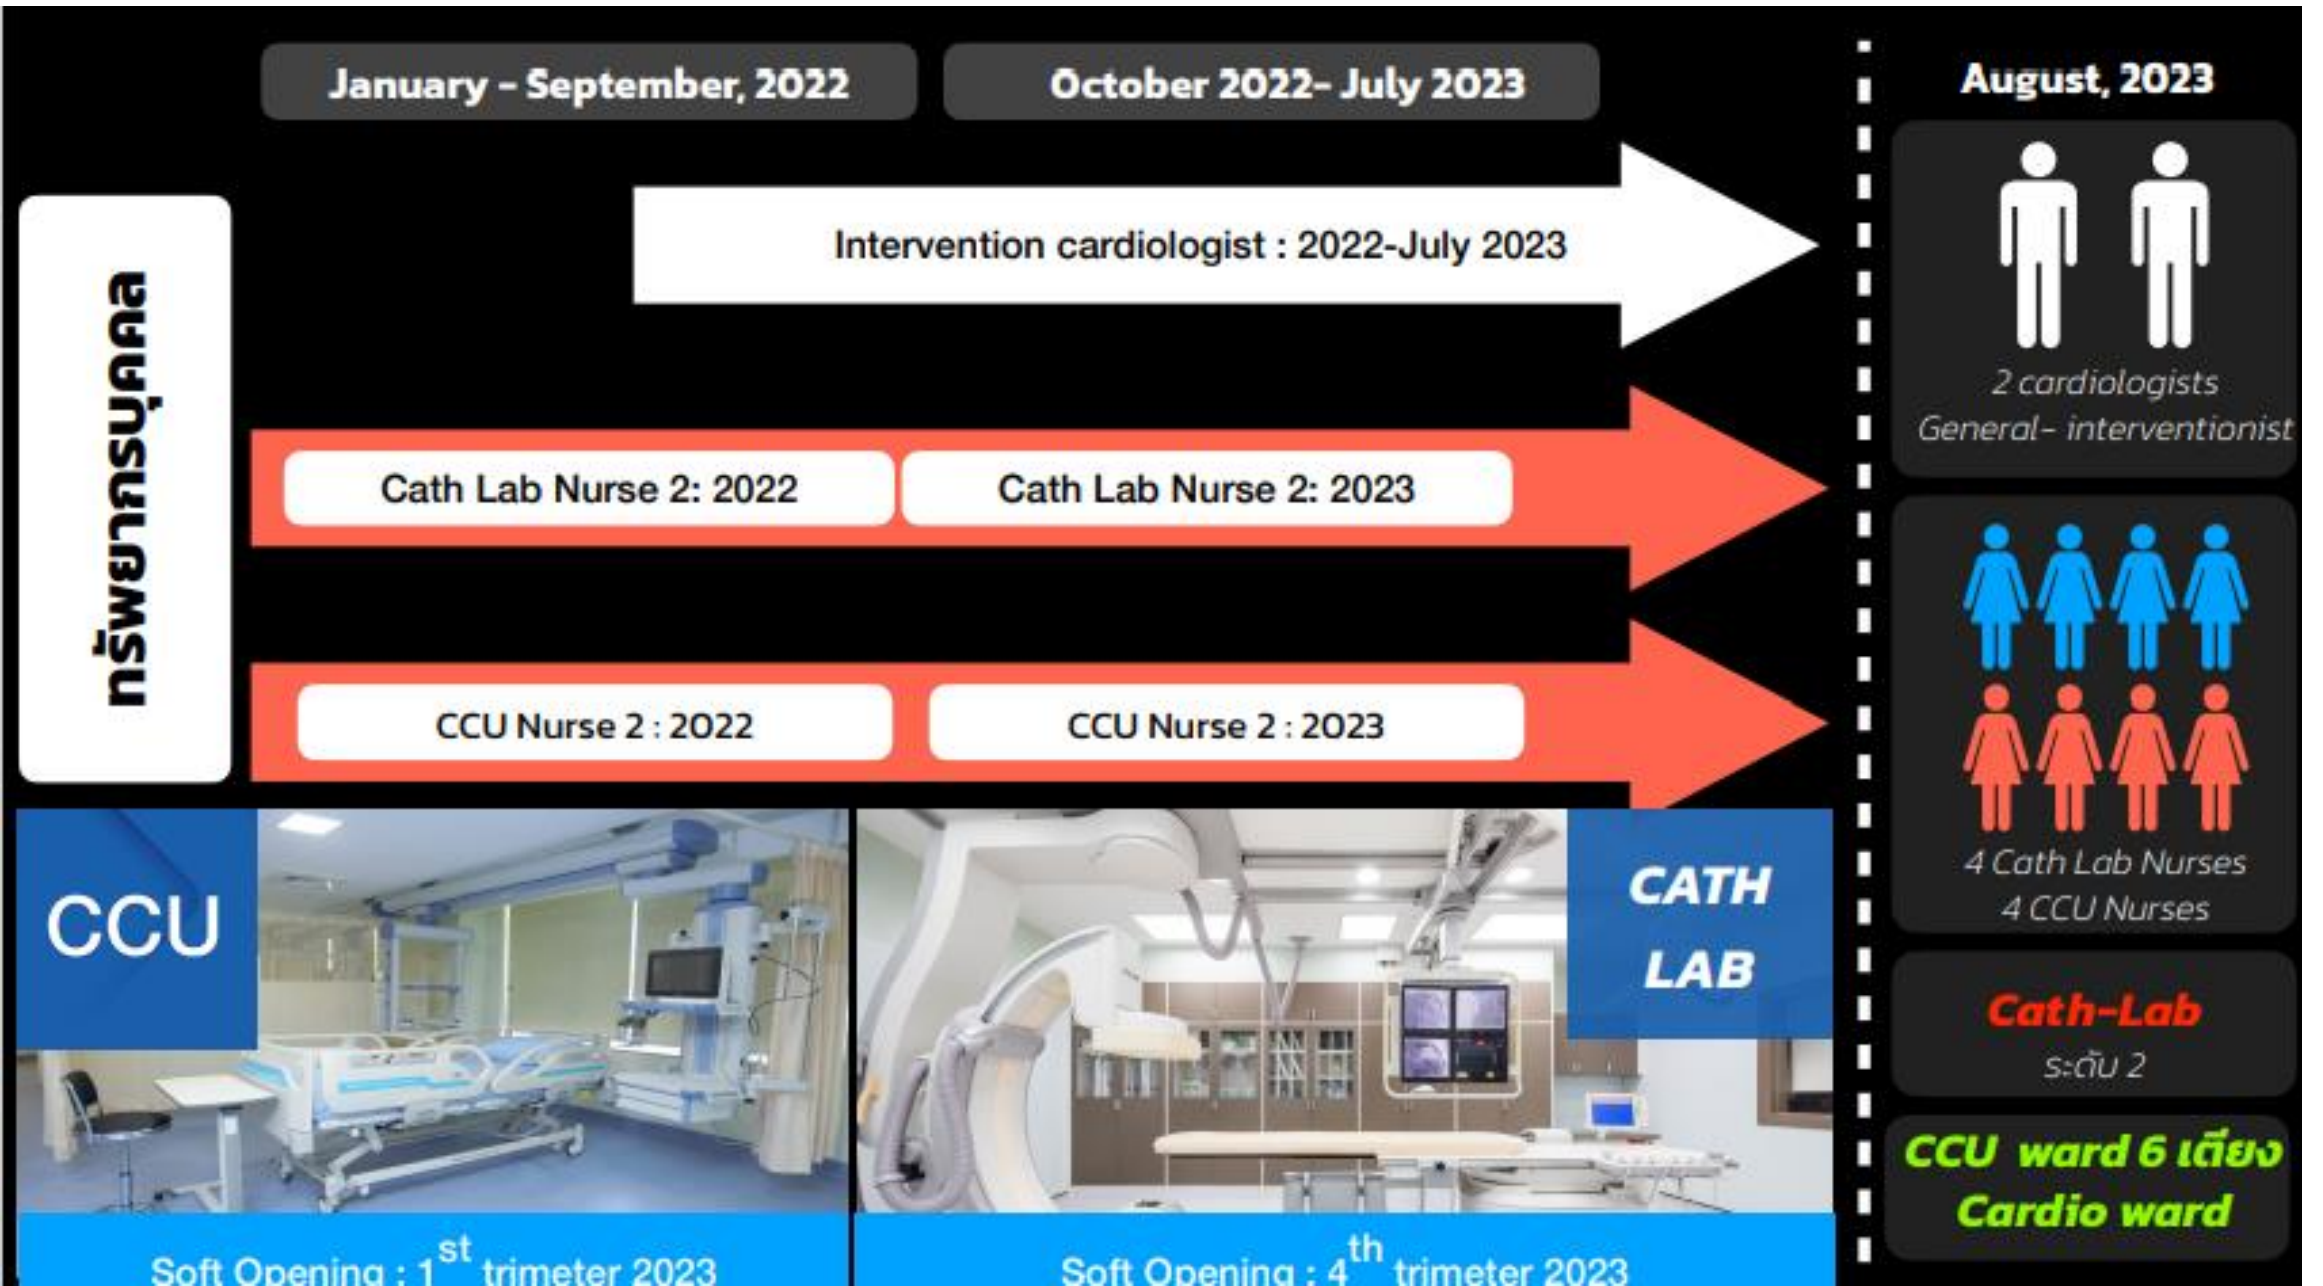 January - September, 2022
October 2022- July 2023
August, 2023
ทรัพยากรบุคคล
Intervention cardiologist : 2022-July 2023
2 cardiologists
General- interventionist
Cath Lab Nurse 2: 2022
Cath Lab Nurse 2: 2023
CCU Nurse 2 : 2022
CCU Nurse 2 : 2023
4 Cath Lab Nurses
4 CCU Nurses
CCU
CATH
LAB
Cath-Lab
ระดับ 2
CCU ward 6 เตียง
Cardio ward
Soft Opening : 1st trimeter 2023
Soft Opening : 4th trimeter 2023